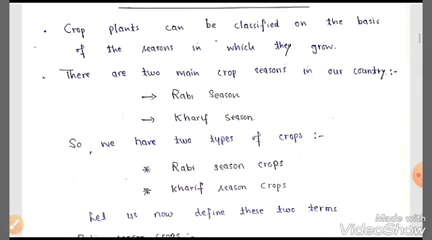 • Crop plants can be classified on the basic
of the seasons in which they grow.
• There are two main crop seasons in our country:-
→ Rabi Season
→ Kharif Season
So, we have two types of crops :-
* Rabi season crops
* Kharif season crops
Let us now define these two terms
Made with
VideoShow